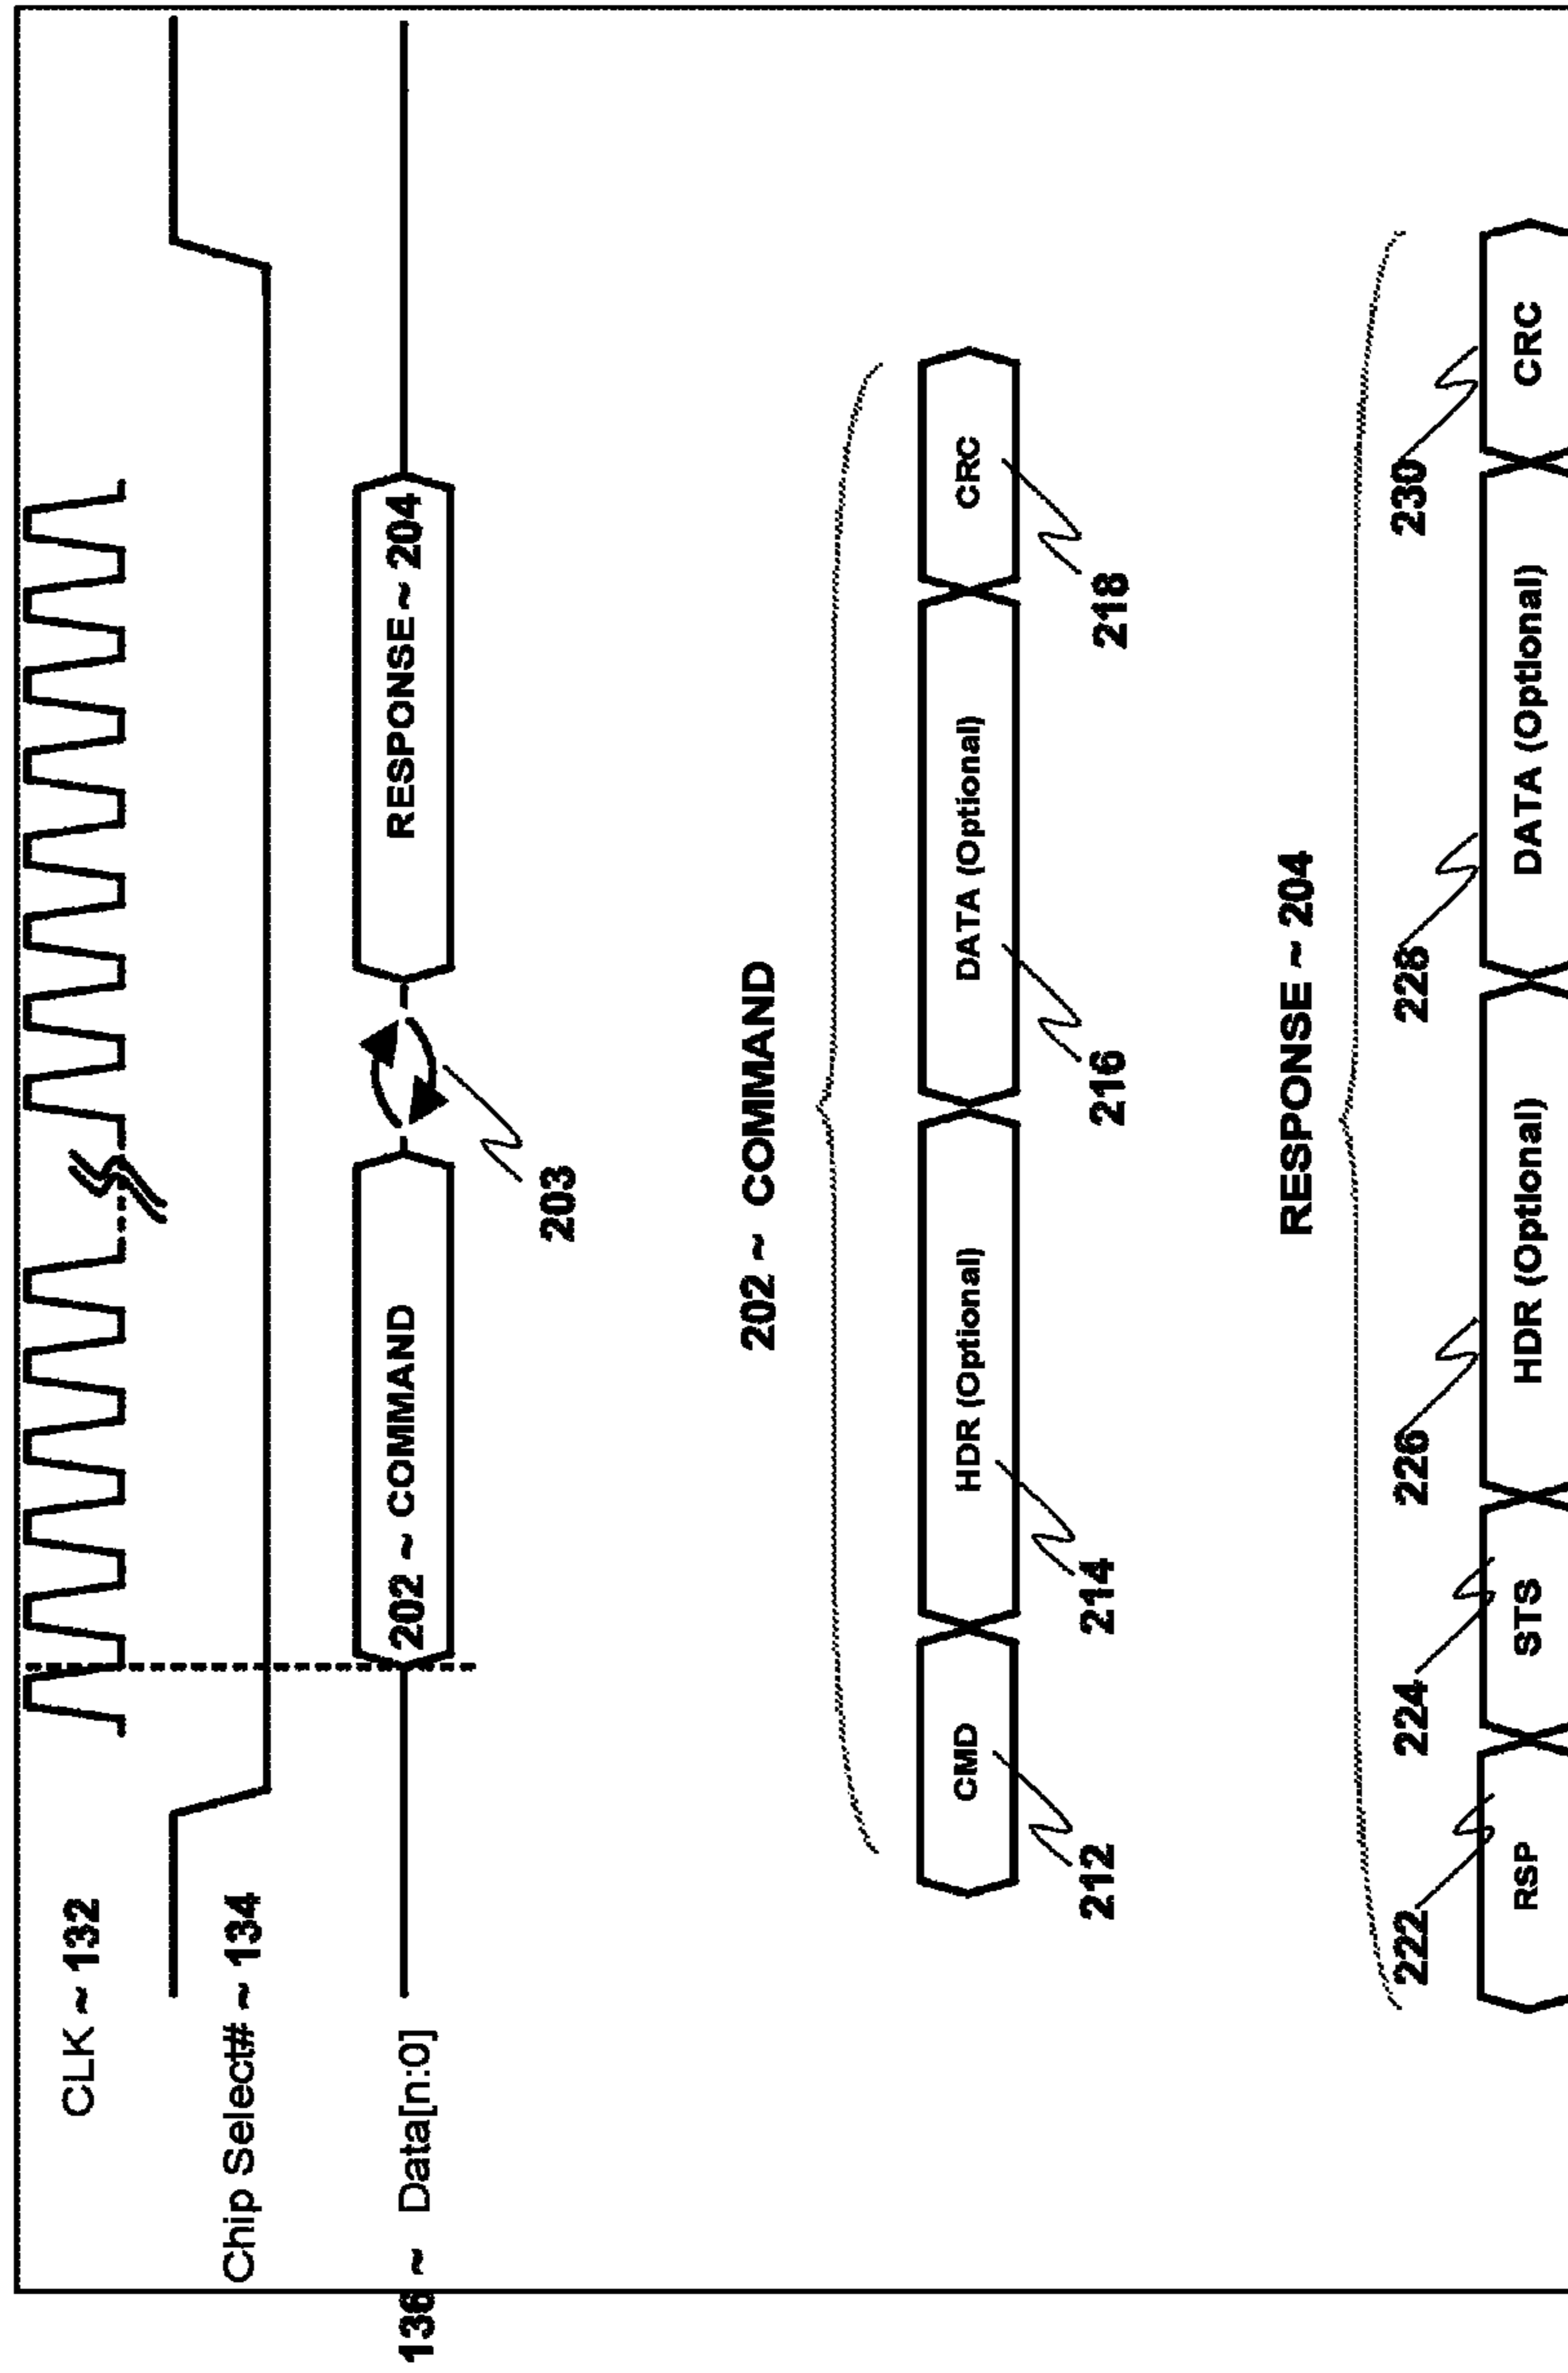 CLK ~ 132
Chip Select# ~ 134
136 ~ Data[n:0]
202 ~ COMMAND
RESPONSE ~ 204
203
202 ~ COMMAND
CMD
HDR (Optional)
DATA (Optional)
CRC
212
214
216
218
RESPONSE ~ 204
222
224
226
228
230
RSP
STS
HDR (Optional)
DATA (Optional)
CRC